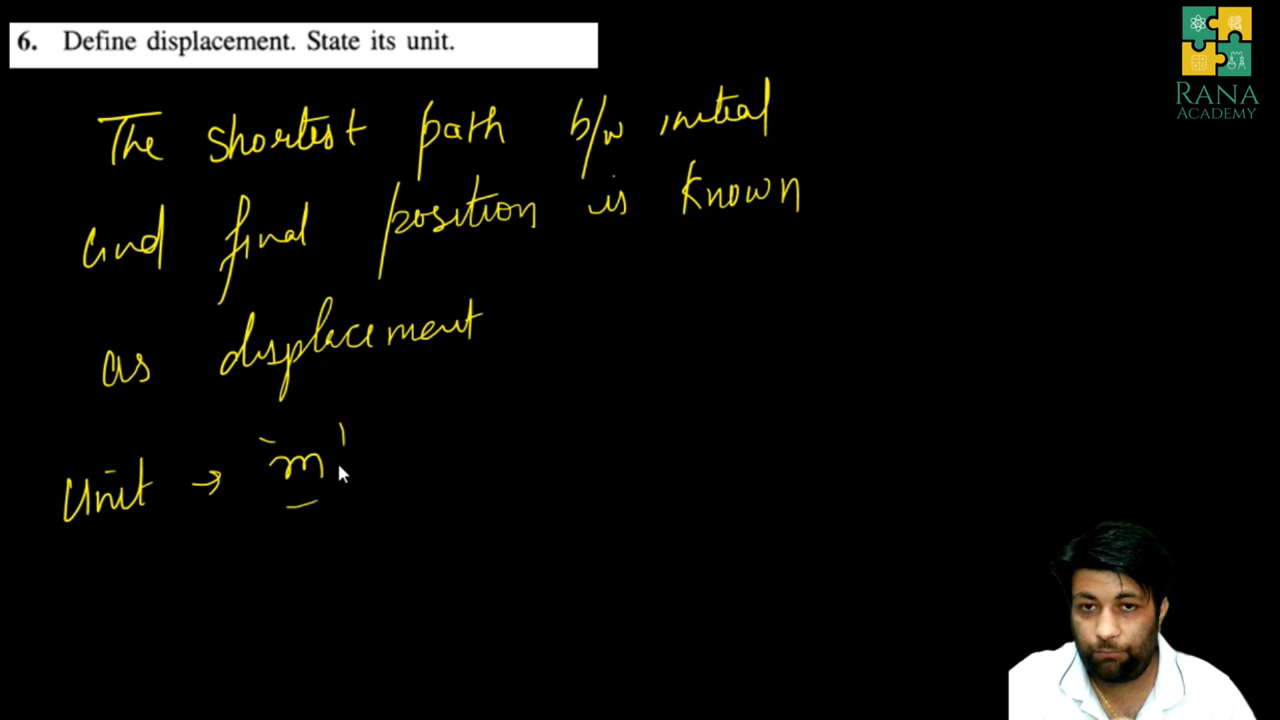 6. Define displacement. State its unit.
RANA
ACADEMY
The shortest path b/w initial
and final position is known
as displacement
Unit → 'm'